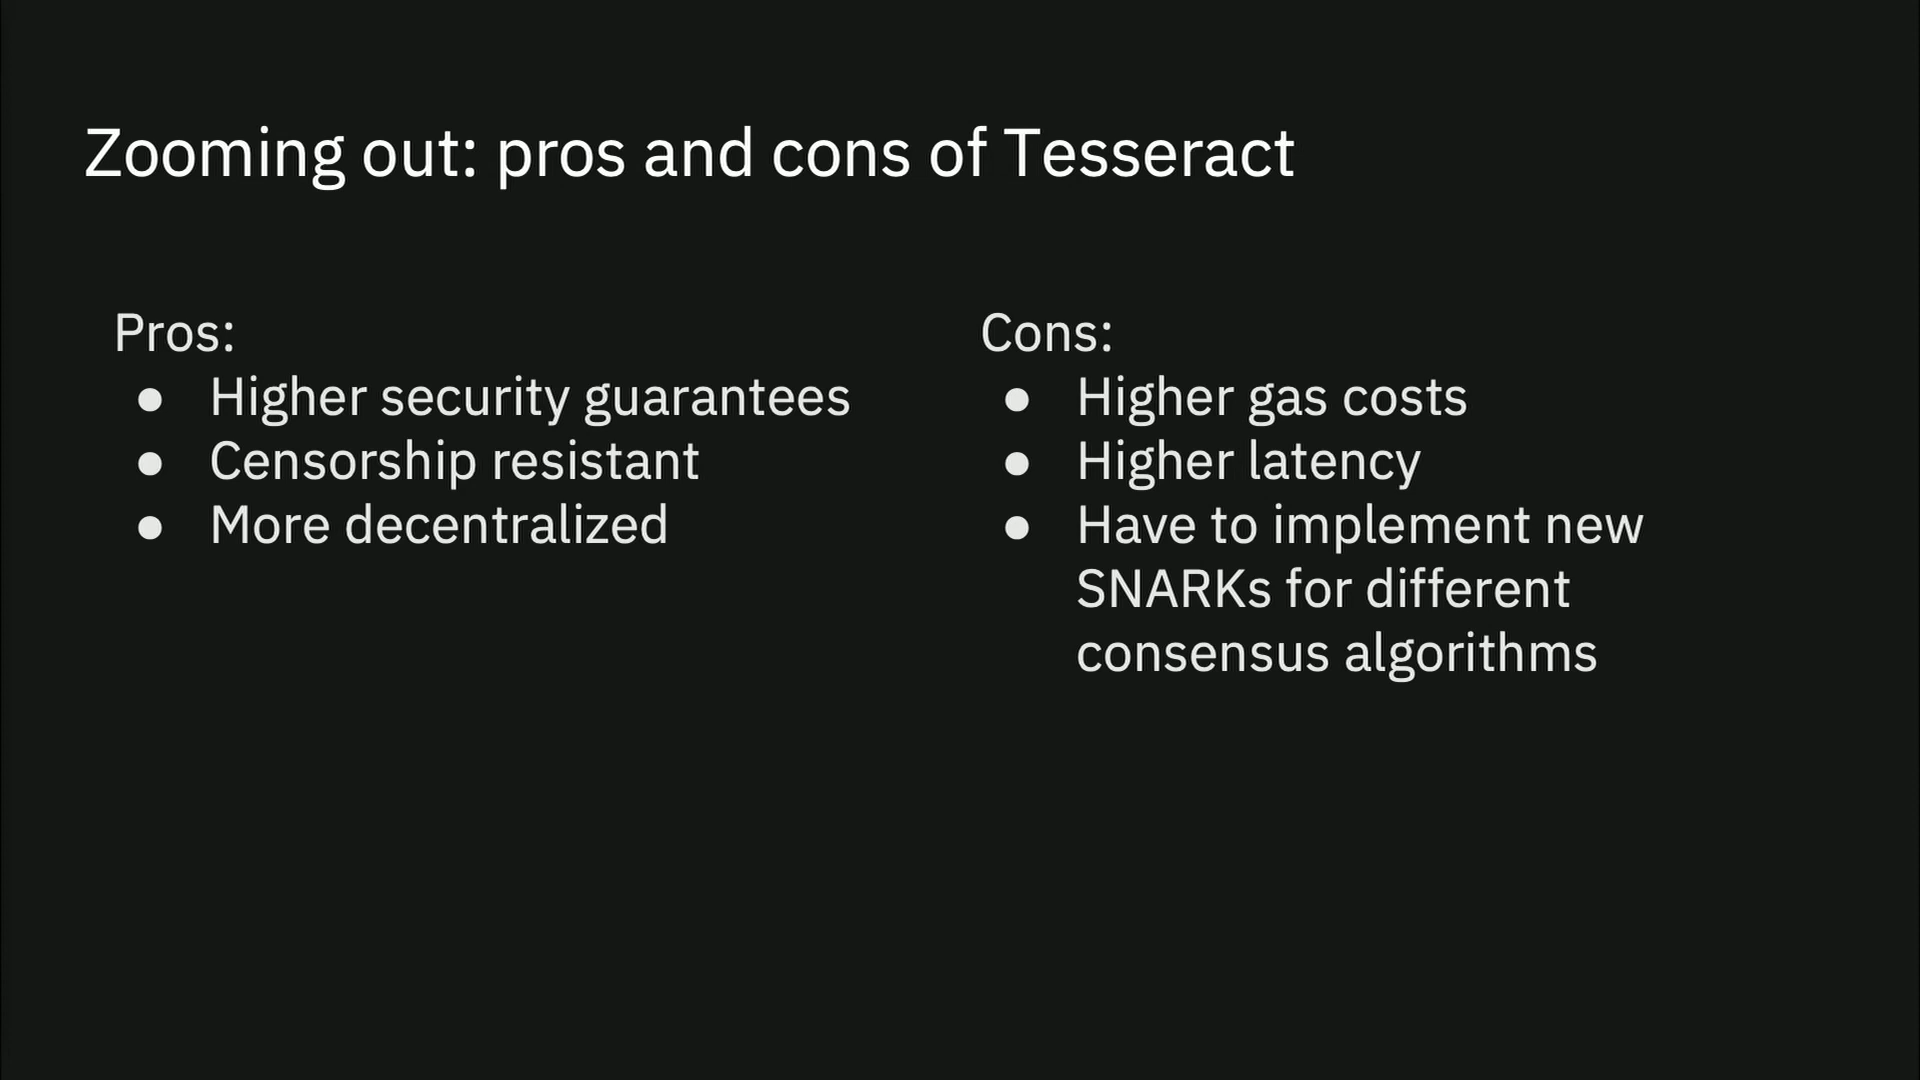 Zooming out: pros and cons of Tesseract
Pros:
● Higher security guarantees
● Censorship resistant
● More decentralized
Cons:
● Higher gas costs
● Higher latency
● Have to implement new
SNARKs for different
consensus algorithms